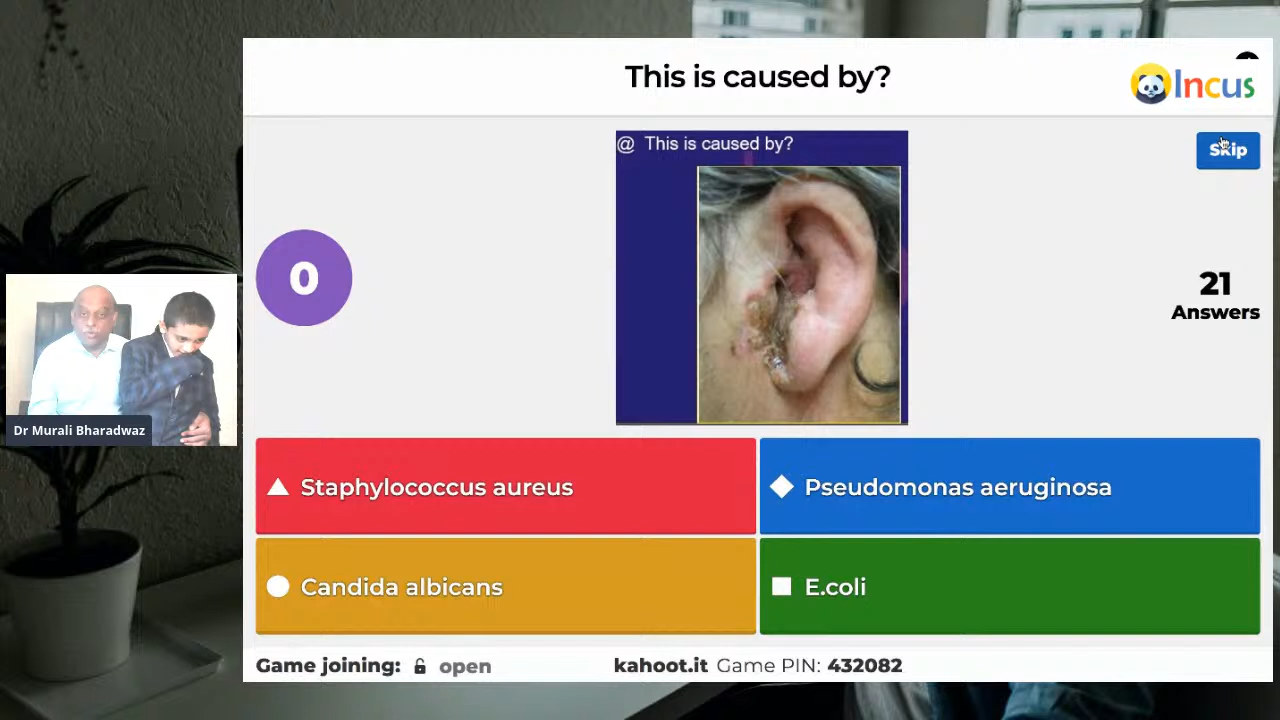 This is caused by?
Incus
@ This is caused by?
Skip
0
21
Answers
Dr Murali Bharadwaz
Staphylococcus aureus
Pseudomonas aeruginosa
Candida albicans
E.coli
Game joining: open
kahoot.it Game PIN: 432082